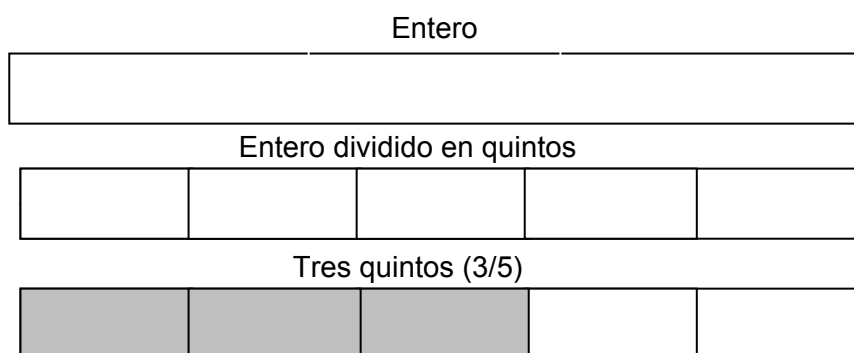 Entero
Entero dividido en quintos
Tres quintos (3/5)